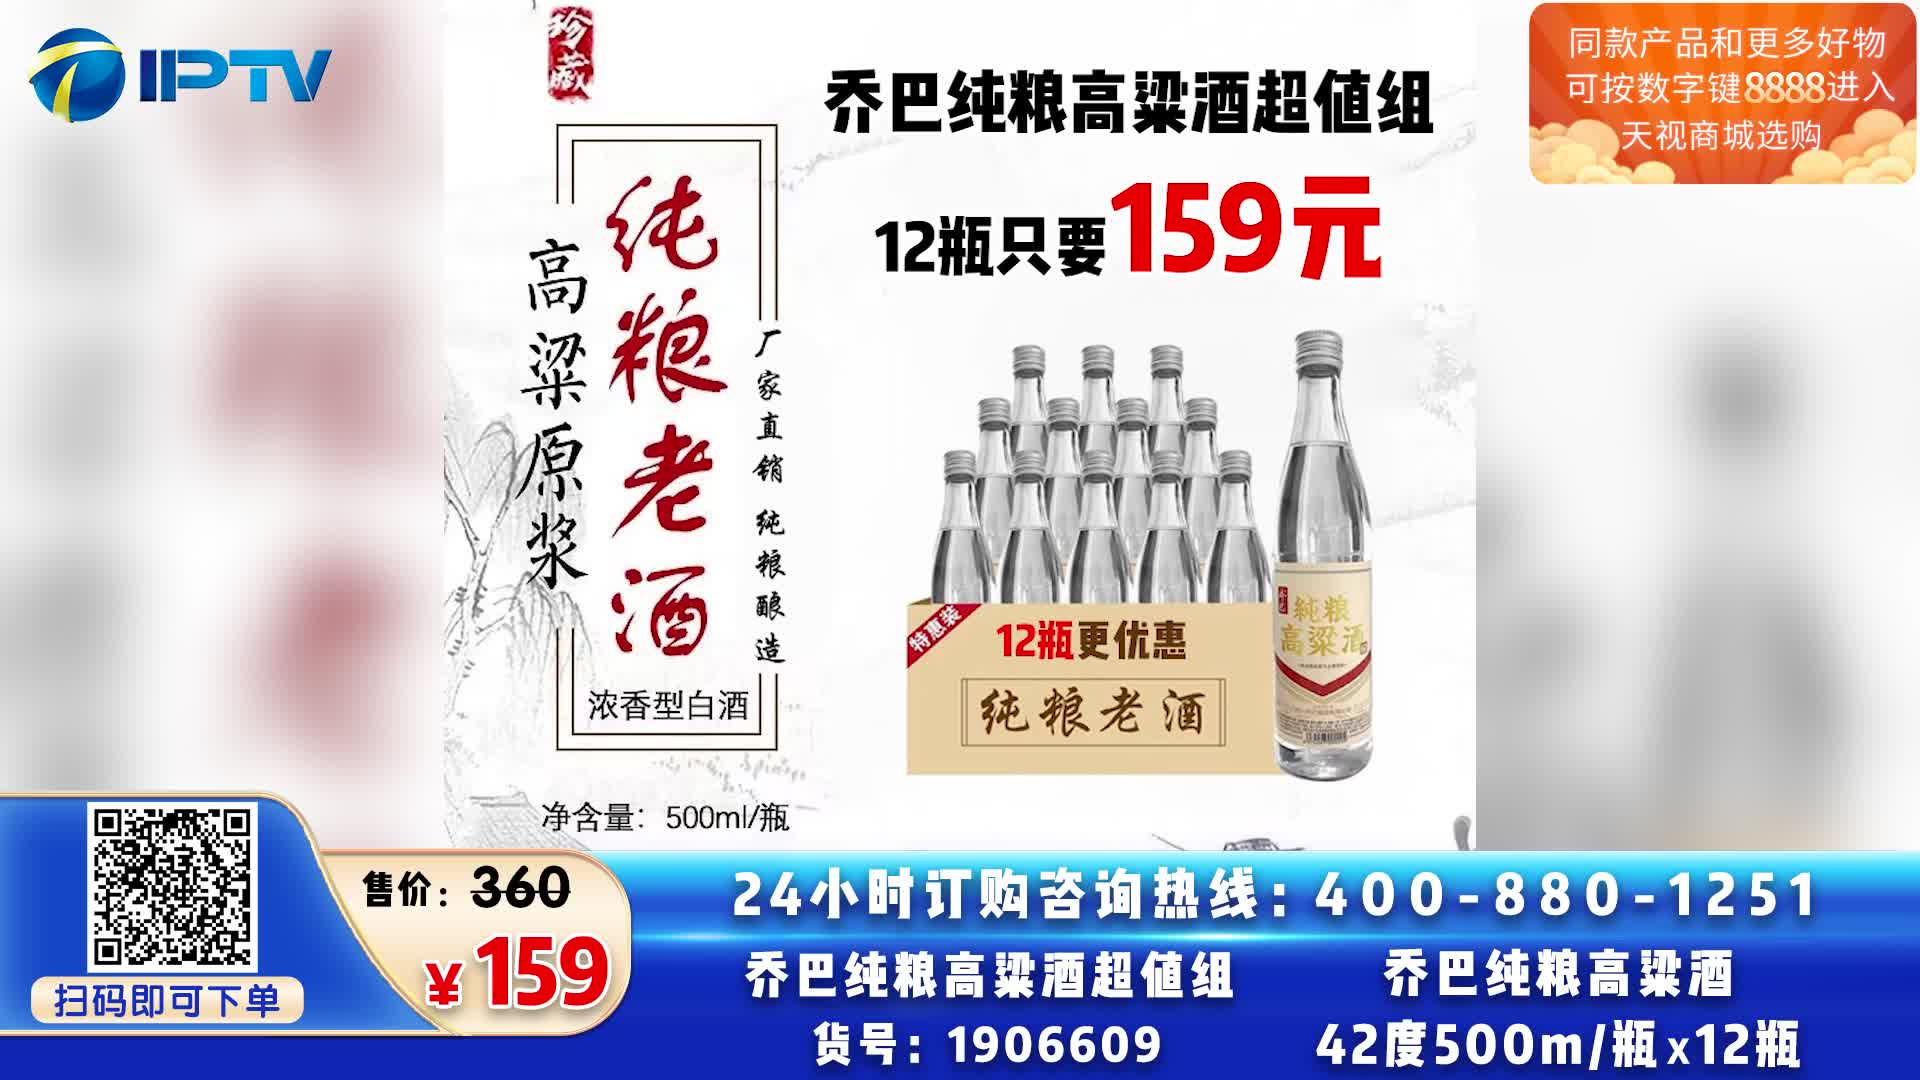 IPTV
珍藏
高粱原浆
纯粮老酒
厂家直销 纯粮酿造
浓香型白酒
净含量：500ml/瓶
乔巴纯粮高粱酒超值组
12瓶只要159元
同款产品和更多好物
可按数字键8888进入
天视商城选购
特惠装
12瓶更优惠
纯粮老酒
純粮
高粱酒
扫码即可下单
售价：360
¥159
24小时订购咨询热线：400-880-1251
乔巴纯粮高粱酒超值组
货号：1906609
乔巴纯粮高粱酒
42度500m/瓶x12瓶